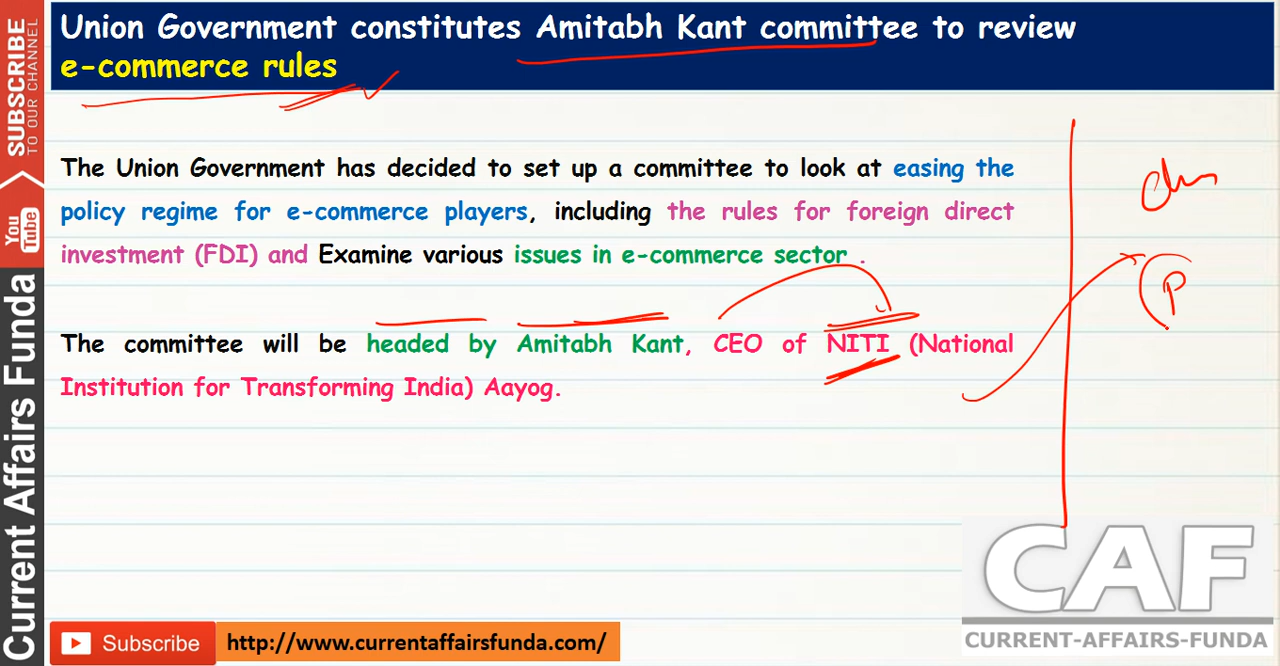 Union Government constitutes Amitabh Kant committee to review
e-commerce rules
The Union Government has decided to set up a committee to look at easing the
policy regime for e-commerce players, including the rules for foreign direct
investment (FDI) and Examine various issues in e-commerce sector .
The committee will be headed by Amitabh Kant, CEO of NITI (National
Institution for Transforming India) Aayog.
SUBSCRIBE
TO OUR CHANNEL
You
Tube
Current Affairs Funda
P
CAF
CURRENT-AFFAIRS-FUNDA
Subscribe
http://www.currentaffairsfunda.com/